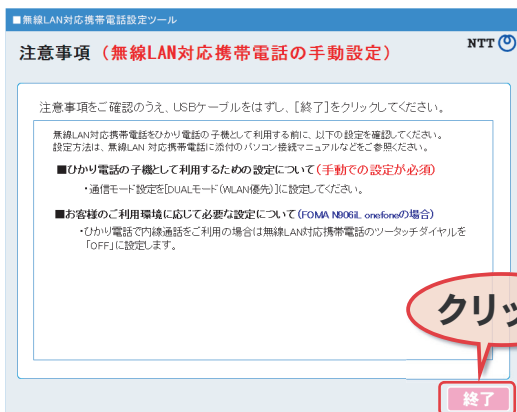 ■無線LAN対応携帯電話設定ツール
注意事項（無線LAN対応携帯電話の手動設定）
NTT
注意事項をご確認のうえ、USBケーブルをはずし、[終了]をクリックしてください。
無線LAN対応携帯電話をひかり電話の子機として利用する前に、以下の設定を確認してください。
設定方法は、無線LAN 対応携帯電話に添付のパソコン接続マニュアルなどをご参照ください。
■ひかり電話の子機として利用するための設定について(手動での設定が必須)
・通信モード設定を[DUALモード(WLAN優先)]に設定してください。
■お客様のご利用環境に応じて必要な設定について(FOMA N906iL onefoneの場合)
・ひかり電話で内線通話をご利用の場合は無線LAN対応携帯電話のツータッチダイヤルを
「OFF」に設定します。
クリッ
終了